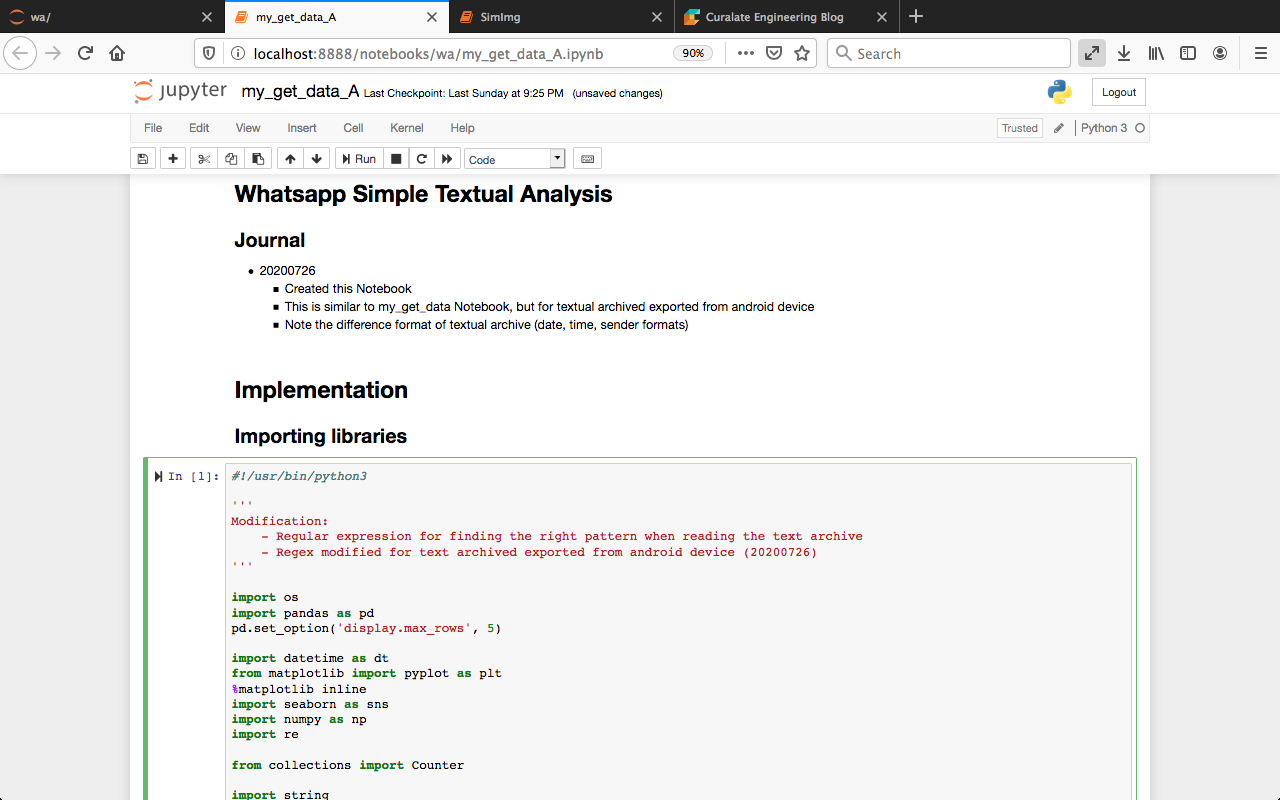 wa/
my_get_data_A
SimImg
Curalate Engineering Blog
localhost:8888/notebooks/wa/my_get_data_A.ipynb
90%
Search
jupyter my_get_data_A Last Checkpoint: Last Sunday at 9:25 PM (unsaved changes)
Logout
File Edit View Insert Cell Kernel Help
Trusted
Python 3
Run
Code
Whatsapp Simple Textual Analysis
Journal
• 20200726
▪ Created this Notebook
▪ This is similar to my_get_data Notebook, but for textual archived exported from android device
▪ Note the difference format of textual archive (date, time, sender formats)
Implementation
Importing libraries
In [1]: #!/usr/bin/python3
'''
Modification:
    - Regular expression for finding the right pattern when reading the text archive
    - Regex modified for text archived exported from android device (20200726)
'''
import os
import pandas as pd
pd.set_option('display.max_rows', 5)
import datetime as dt
from matplotlib import pyplot as plt
%matplotlib inline
import seaborn as sns
import numpy as np
import re
from collections import Counter
import string